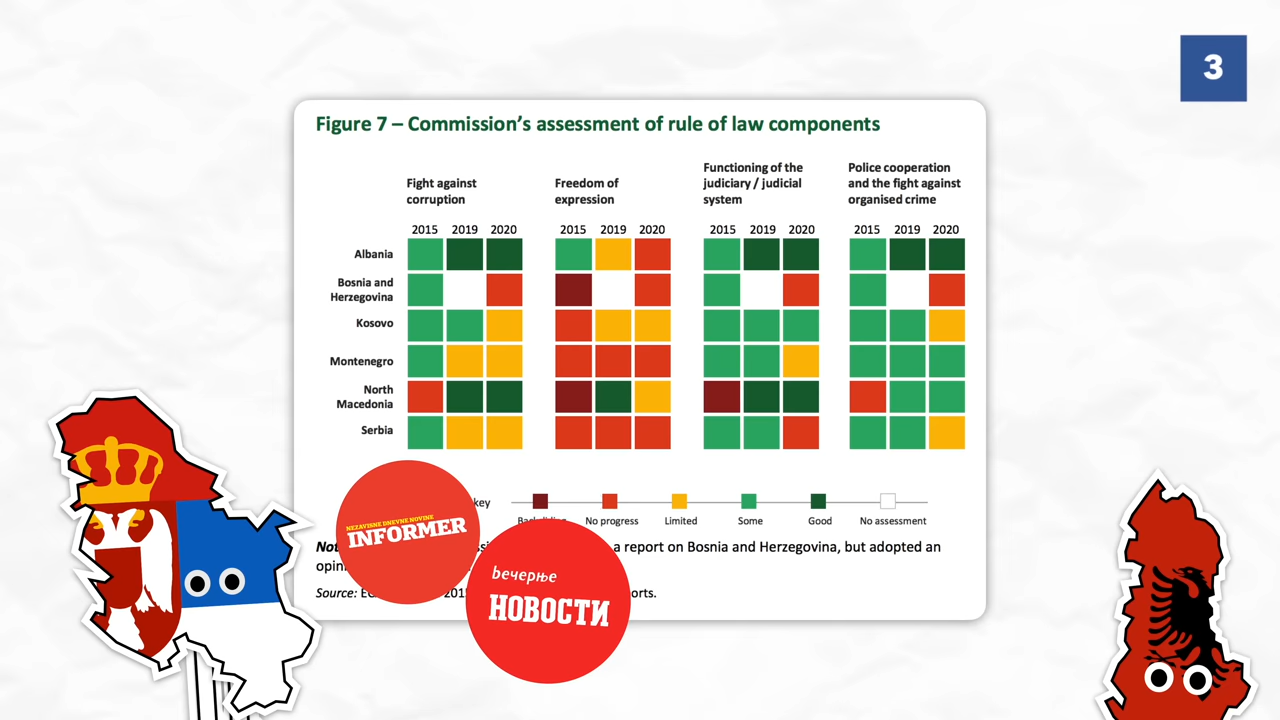 3
Figure 7 – Commission's assessment of rule of law components
Fight against
corruption
Freedom of
expression
Functioning of the
judiciary / judicial
system
Police cooperation
and the fight against
organised crime
2015 2019 2020 2015 2019 2020 2015 2019 2020 2015 2019 2020
Albania
Bosnia and
Herzegovina
Kosovo
Montenegro
North
Macedonia
Serbia
key
No progress Limited Some Good No assessment
a report on Bosnia and Herzegovina, but adopted an
Source:
NEZAVISNE DNEVNE NOVINE
INFORMER
вечерње
НОВОСТИ